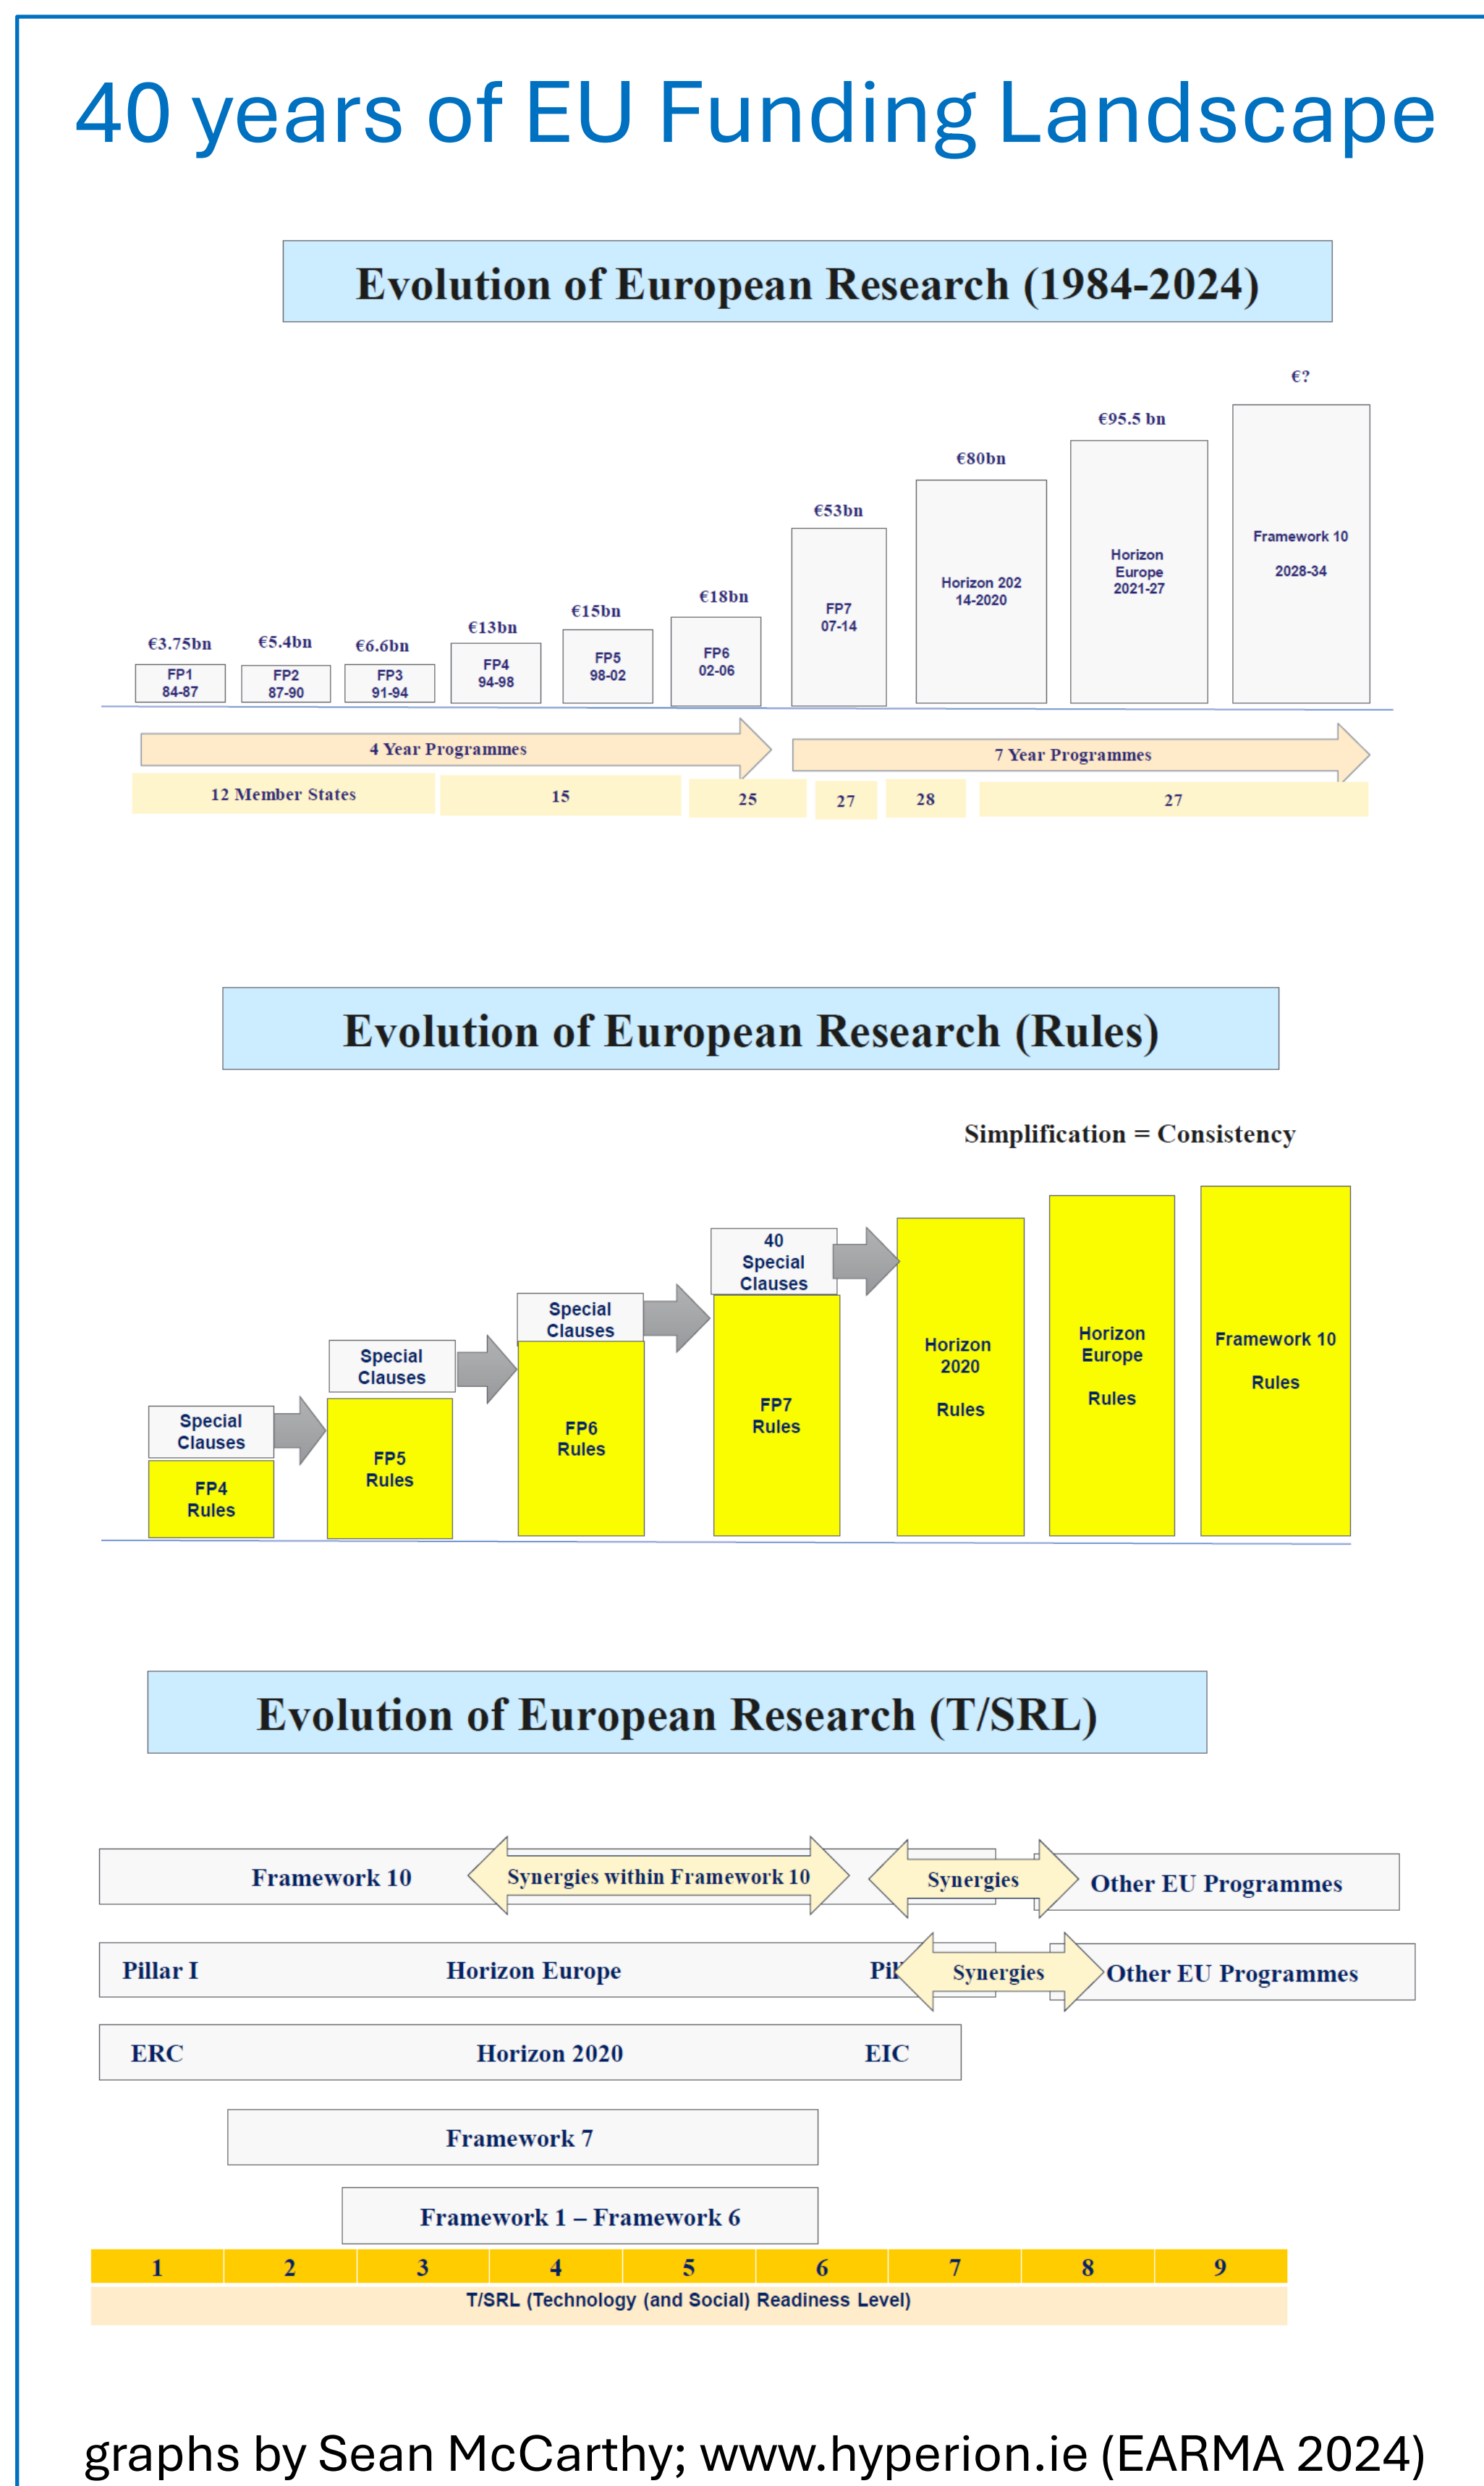 40 years of EU Funding Landscape
Evolution of European Research (1984-2024)
€3.75bn
€5.4bn
€6.6bn
€13bn
€15bn
€18bn
€53bn
€80bn
€95.5 bn
€?
FP1
84-87
FP2
87-90
FP3
91-94
FP4
94-98
FP5
98-02
FP6
02-06
FP7
07-14
Horizon 202
14-2020
Horizon
Europe
2021-27
Framework 10
2028-34
4 Year Programmes
7 Year Programmes
12 Member States
15
25
27
28
27
Evolution of European Research (Rules)
Simplification = Consistency
Special
Clauses
FP4
Rules
Special
Clauses
FP5
Rules
Special
Clauses
FP6
Rules
40
Special
Clauses
FP7
Rules
Horizon
2020
Rules
Horizon
Europe
Rules
Framework 10
Rules
Evolution of European Research (T/SRL)
Framework 10
Synergies within Framework 10
Synergies
Other EU Programmes
Pillar I
Horizon Europe
Synergies
Other EU Programmes
ERC
Horizon 2020
EIC
Framework 7
Framework 1 – Framework 6
1 2 3 4 5 6 7 8 9
T/SRL (Technology (and Social) Readiness Level)
graphs by Sean McCarthy; www.hyperion.ie (EARMA 2024)